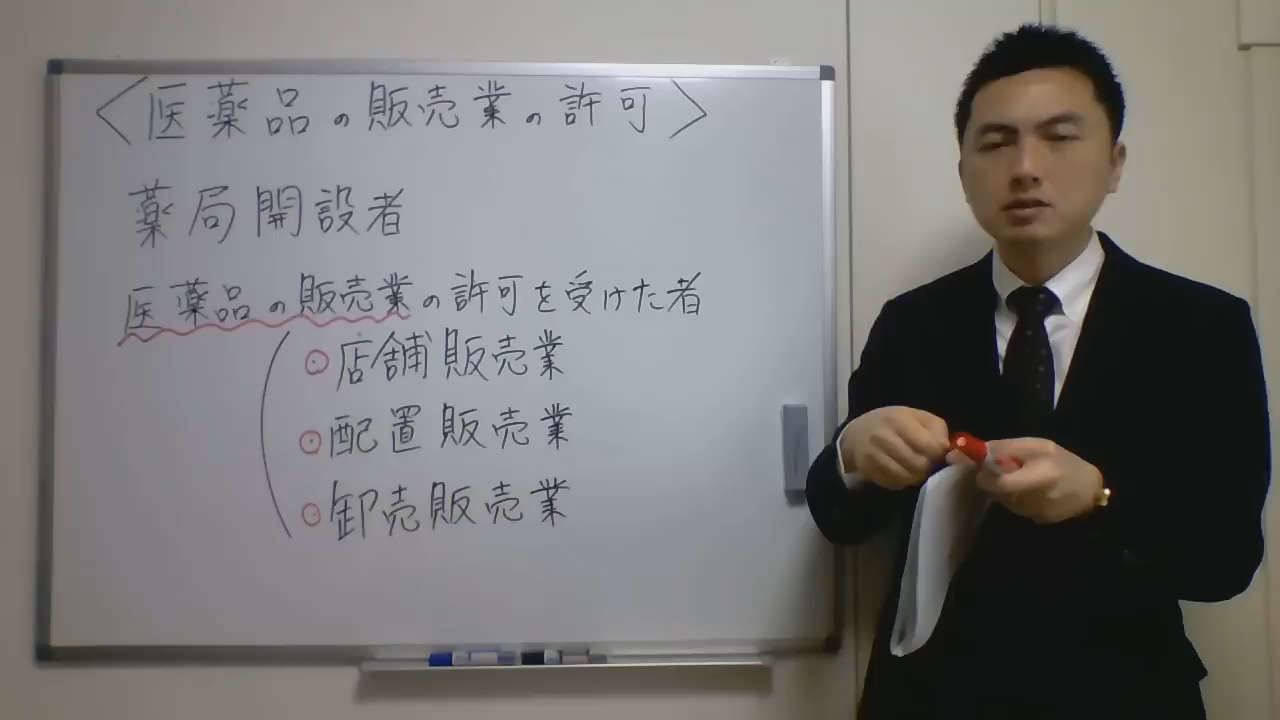 〈医薬品の販売業の許可〉
薬局開設者
医薬品の販売業の許可を受けた者
店舗販売業
配置販売業
卸売販売業